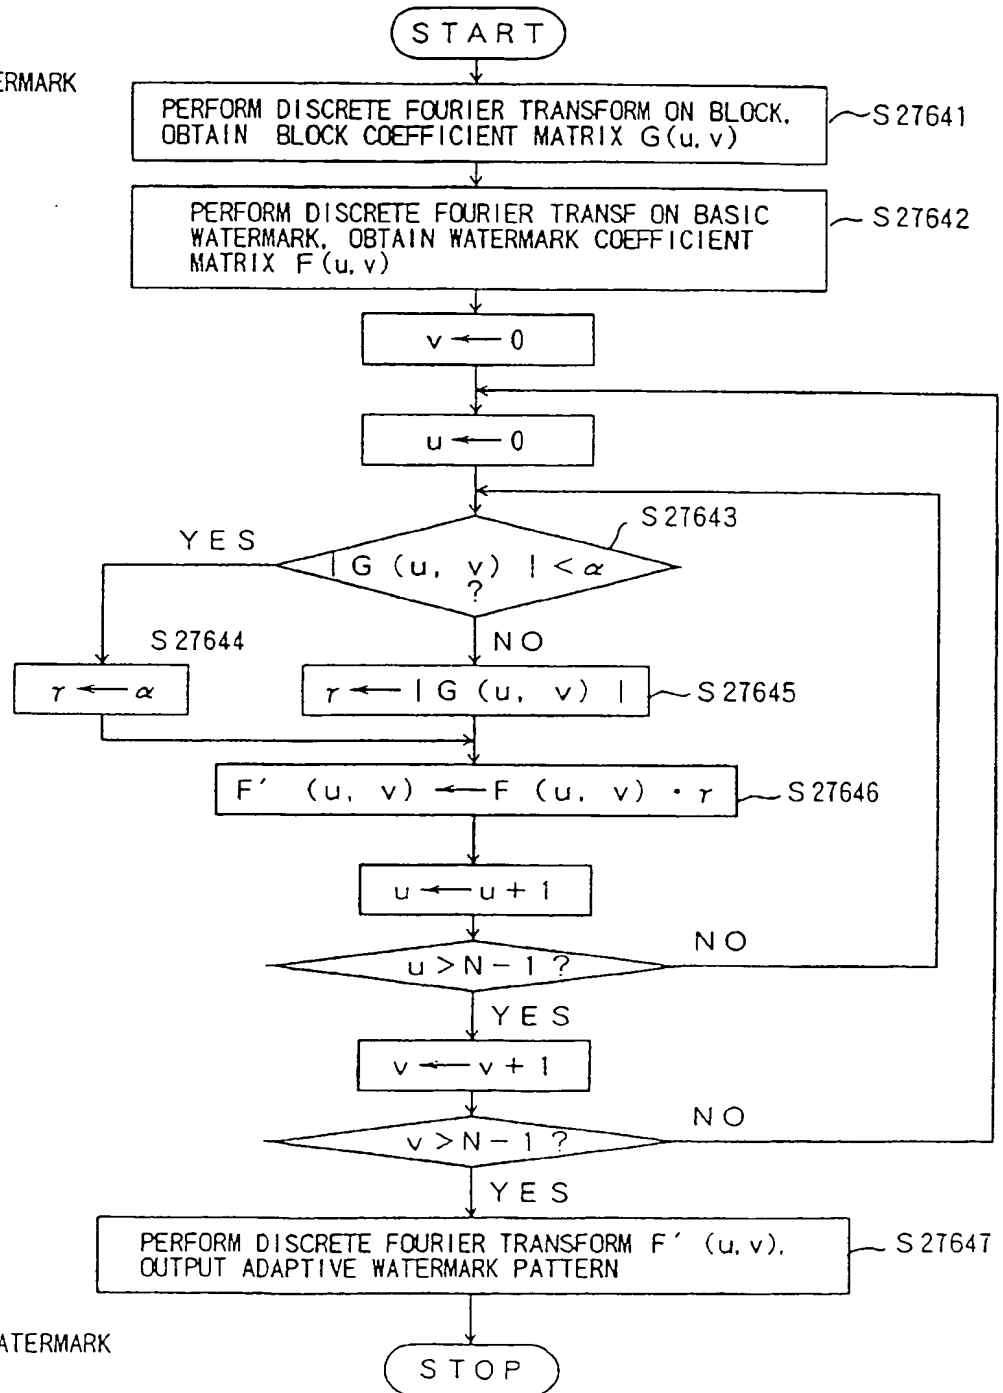 START
ERMARK
PERFORM DISCRETE FOURIER TRANSFORM ON BLOCK,
OBTAIN BLOCK COEFFICIENT MATRIX G(u,v)
S27641
PERFORM DISCRETE FOURIER TRANSF ON BASIC
WATERMARK, OBTAIN WATERMARK COEFFICIENT
MATRIX F(u,v)
S27642
v ← 0
u ← 0
S27643
YES
| G (u, v) | < α
?
NO
S27644
r ← α
r ← | G (u, v) |
S27645
F' (u, v) ← F (u, v) · r
S27646
u ← u + 1
u > N - 1 ?
NO
YES
v ← v + 1
v > N - 1 ?
NO
YES
PERFORM DISCRETE FOURIER TRANSFORM F' (u,v),
OUTPUT ADAPTIVE WATERMARK PATTERN
S27647
ATERMARK
STOP